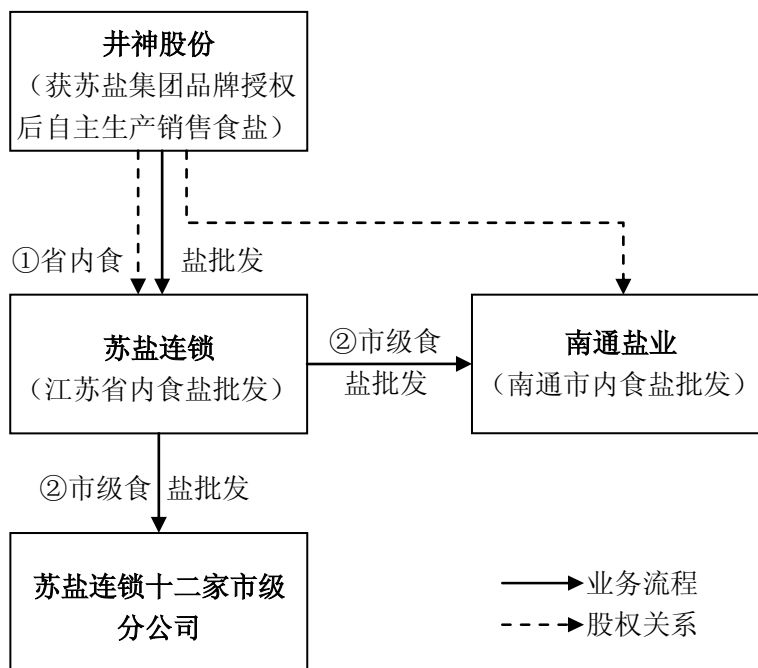 井神股份
（获苏盐集团品牌授权
后自主生产销售食盐）
①省内食 盐批发
苏盐连锁
（江苏省内食盐批发）
②市级食
盐批发
南通盐业
（南通市内食盐批发）
②市级食 盐批发
苏盐连锁十二家市级
分公司
业务流程
股权关系